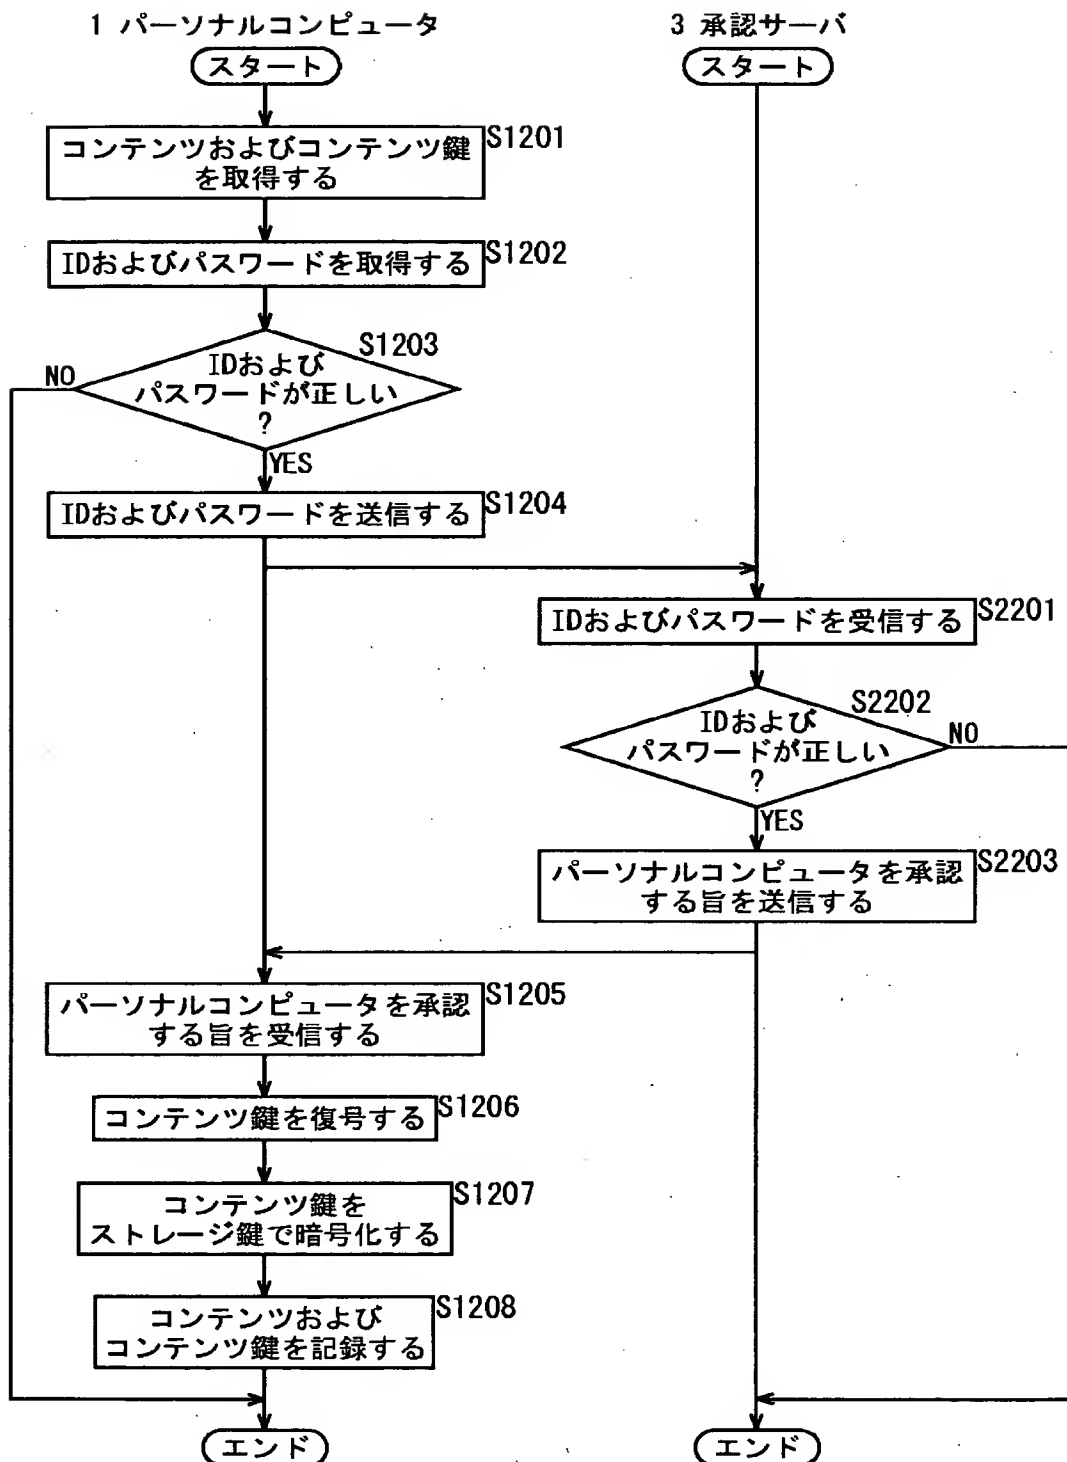 1 パーソナルコンピュータ
スタート
コンテンツおよびコンテンツ鍵
を取得する
S1201
IDおよびパスワードを取得する
S1202
IDおよび
パスワードが正しい
?
S1203
NO
YES
IDおよびパスワードを送信する
S1204
パーソナルコンピュータを承認
する旨を受信する
S1205
コンテンツ鍵を復号する
S1206
コンテンツ鍵を
ストレージ鍵で暗号化する
S1207
コンテンツおよび
コンテンツ鍵を記録する
S1208
エンド
3 承認サーバ
スタート
IDおよびパスワードを受信する
S2201
IDおよび
パスワードが正しい
?
S2202
NO
YES
パーソナルコンピュータを承認
する旨を送信する
S2203
エンド